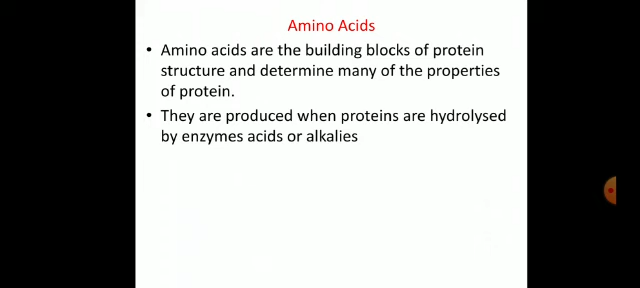 Amino Acids
• Amino acids are the building blocks of protein
structure and determine many of the properties
of protein.
• They are produced when proteins are hydrolysed
by enzymes acids or alkalies